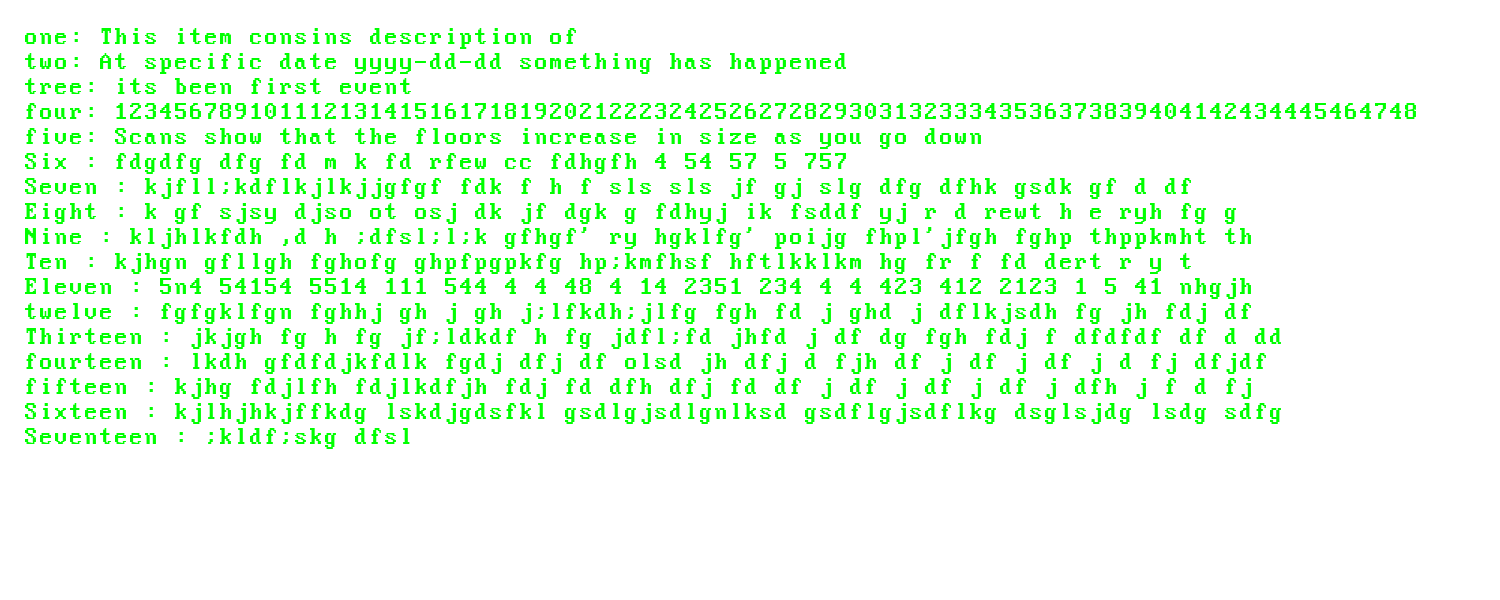 one: This item consins description of
two: At specific date yyyy-dd-dd something has happened
tree: its been first event
four: 123456789101112131415161718192021222324252627282930313233343536373839404142434445464748
five: Scans show that the floors increase in size as you go down
Six : fdgdfg dfg fd m k fd rfew cc fdhgfh 4 54 57 5 757
Seven : kjfll;kdflkjlkjjgfgf fdk f h f sls sls jf gj slg dfg dfhk gsdk gf d df
Eight : k gf sjsy djso ot osj dk jf dgk g fdhyj ik fsddf yj r d rewt h e ryh fg g
Nine : kljhlkfdh ,d h ;dfsl;l;k gfhgf' ry hgklfg' poijg fhpl'jfgh fghp thppkmht th
Ten : kjhgn gfllgh fghofg ghpfpgpkfg hp;kmfhsf hftlkklkm hg fr f fd dert r y t
Eleven : 5n4 54154 5514 111 544 4 4 48 4 14 2351 234 4 4 423 412 2123 1 5 41 nhgjh
twelve : fgfgklfgn fghhj gh j gh j;lfkdh;jlfg fgh fd j ghd j dflkjsdh fg jh fdj df
Thirteen : jkjgh fg h fg jf;ldkdf h fg jdfl;fd jhfd j df dg fgh fdj f dfdfdf df d dd
fourteen : lkdh gfdfdjkfdlk fgdj dfj df olsd jh dfj d fjh df j df j df j d fj dfjdf
fifteen : kjhg fdjlfh fdjlkdfjh fdj fd dfh dfj fd df j df j df j df j dfh j f d fj
Sixteen : kjlhjhkjffkdg lskdjgdsfkl gsdlgjsdlgnlksd gsdflgjsdflkg dsglsjdg lsdg sdfg
Seventeen : ;kldf;skg dfsl